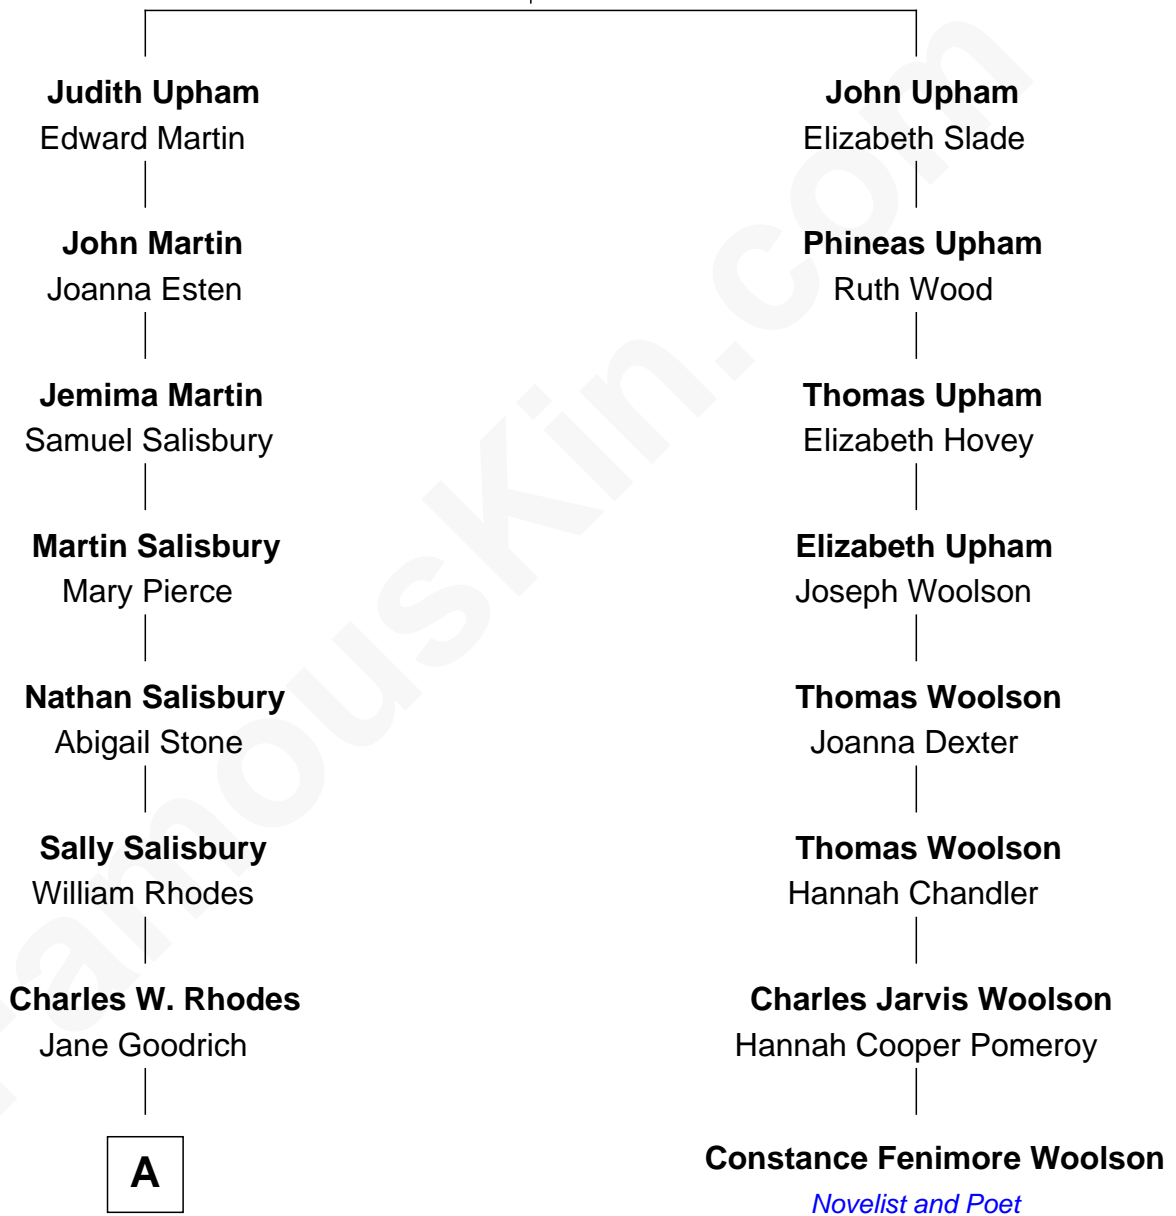 Judith Upham
Edward Martin
John Martin
Joanna Esten
Jemima Martin
Samuel Salisbury
Martin Salisbury
Mary Pierce
Nathan Salisbury
Abigail Stone
Sally Salisbury
William Rhodes
Charles W. Rhodes
Jane Goodrich
A
John Upham
Elizabeth Slade
Phineas Upham
Ruth Wood
Thomas Upham
Elizabeth Hovey
Elizabeth Upham
Joseph Woolson
Thomas Woolson
Joanna Dexter
Thomas Woolson
Hannah Chandler
Charles Jarvis Woolson
Hannah Cooper Pomeroy
Constance Fenimore Woolson
Novelist and Poet
FamousKin.com